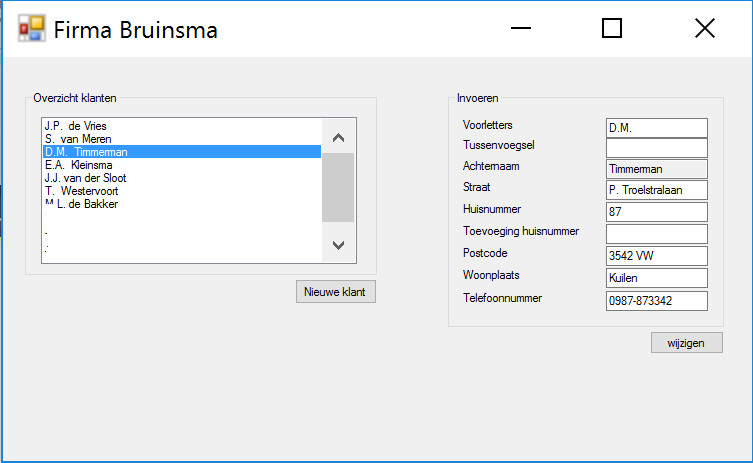 Firma Bruinsma
Overzicht klanten
J.P. de Vries
S. van Meren
D.M. Timmerman
E.A. Kleinsma
J.J. van der Sloot
T. Westervoort
M.L. de Bakker
.
.
Nieuwe klant
Invoeren
Voorletters D.M.
Tussenvoegsel
Achternaam Timmerman
Straat P. Troelstralaan
Huisnummer 87
Toevoeging huisnummer
Postcode 3542 VW
Woonplaats Kuilen
Telefoonnummer 0987-873342
wijzigen